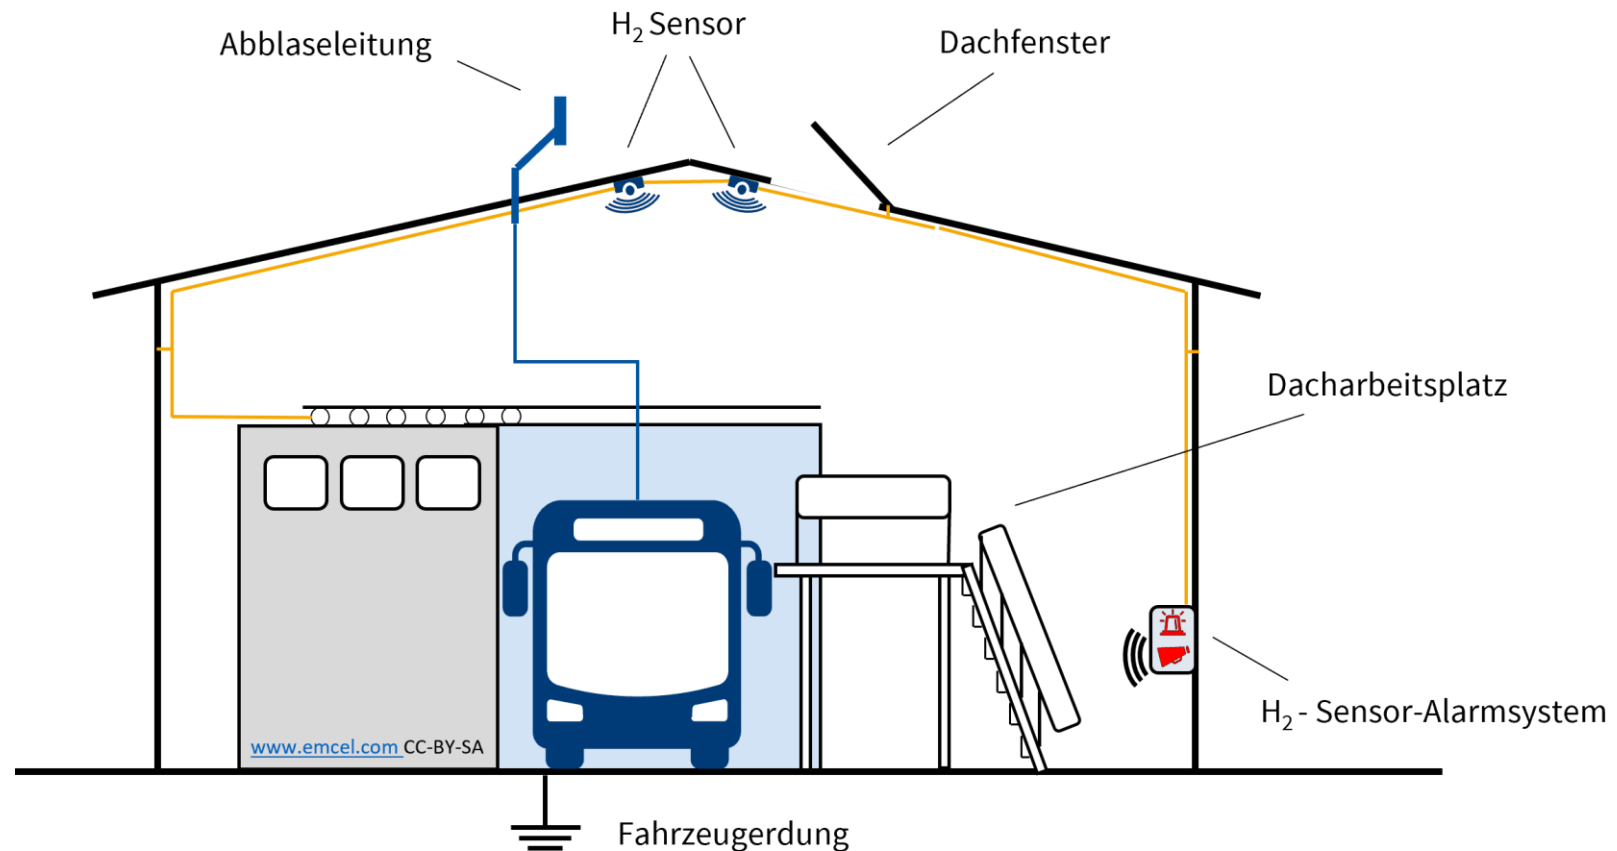 Abblaseleitung
H₂ Sensor
Dachfenster
Dacharbeitsplatz
H₂ - Sensor-Alarmsystem
www.emcel.com CC-BY-SA
Fahrzeugerdung